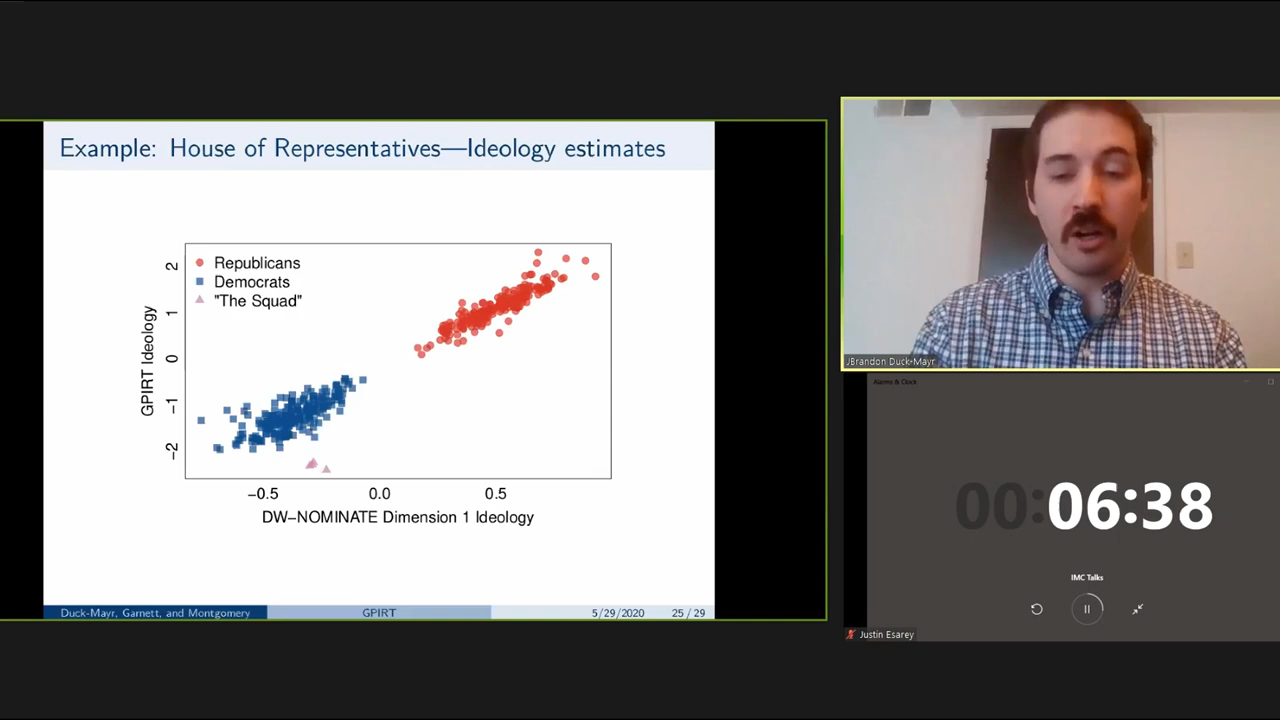 Example: House of Representatives—Ideology estimates
GPIRT Ideology
2
1
0
−1
−2
Republicans
Democrats
"The Squad"
−0.5
0.0
0.5
DW−NOMINATE Dimension 1 Ideology
Duck-Mayr, Garnett, and Montgomery
GPIRT
5/29/2020
25 / 29
JBrandon Duck-Mayr
Alarms & Clock
00:06:38
IMC Talks
Justin Esarey